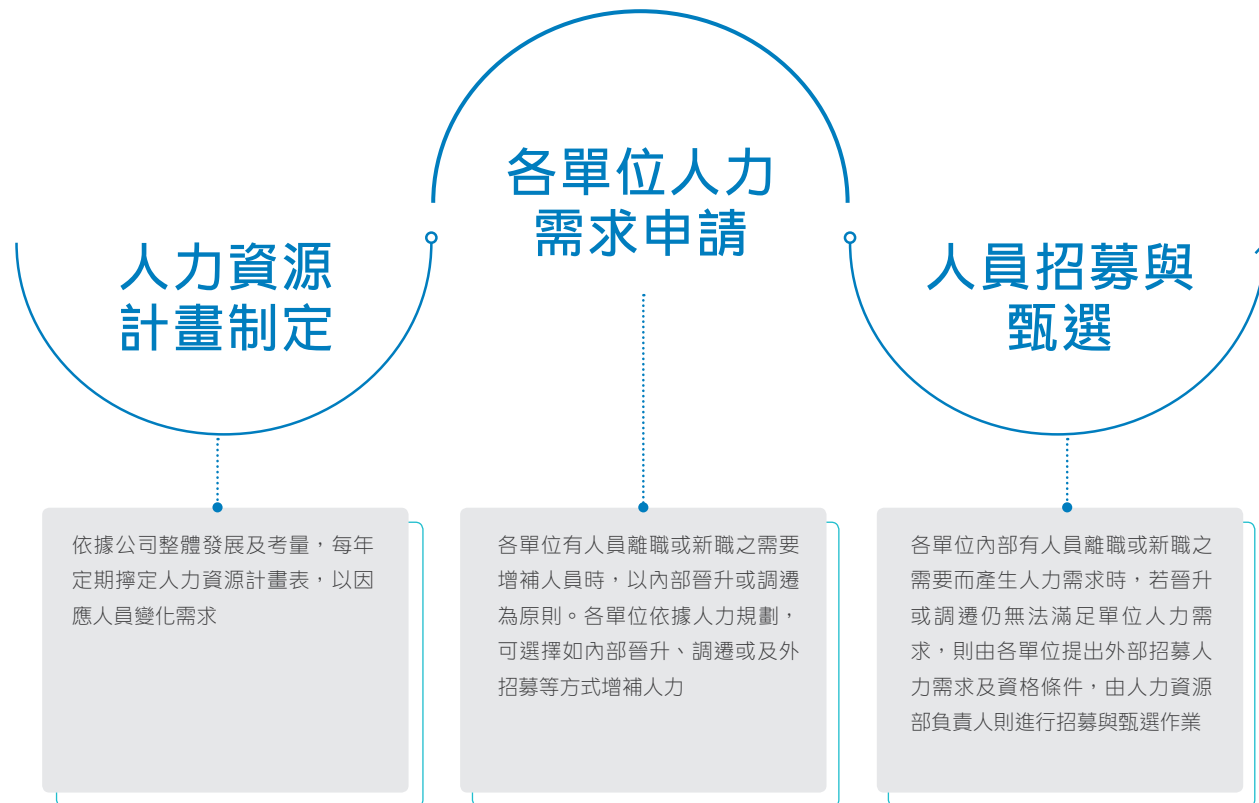 人力資源
計畫制定
各單位人力
需求申請
人員招募與
甄選
依據公司整體發展及考量，每年
定期擰定人力資源計畫表，以因
應人員變化需求
各單位有人員離職或新職之需要
增補人員時，以內部晉升或調遷
為原則。各單位依據人力規劃，
可選擇如內部晉升、調遷或及外
招募等方式增補人力
各單位內部有人員離職或新職之
需要而產生人力需求時，若晉升
或調遷仍無法滿足單位人力需
求，則由各單位提出外部招募人
力需求及資格條件，由人力資源
部負責人則進行招募與甄選作業